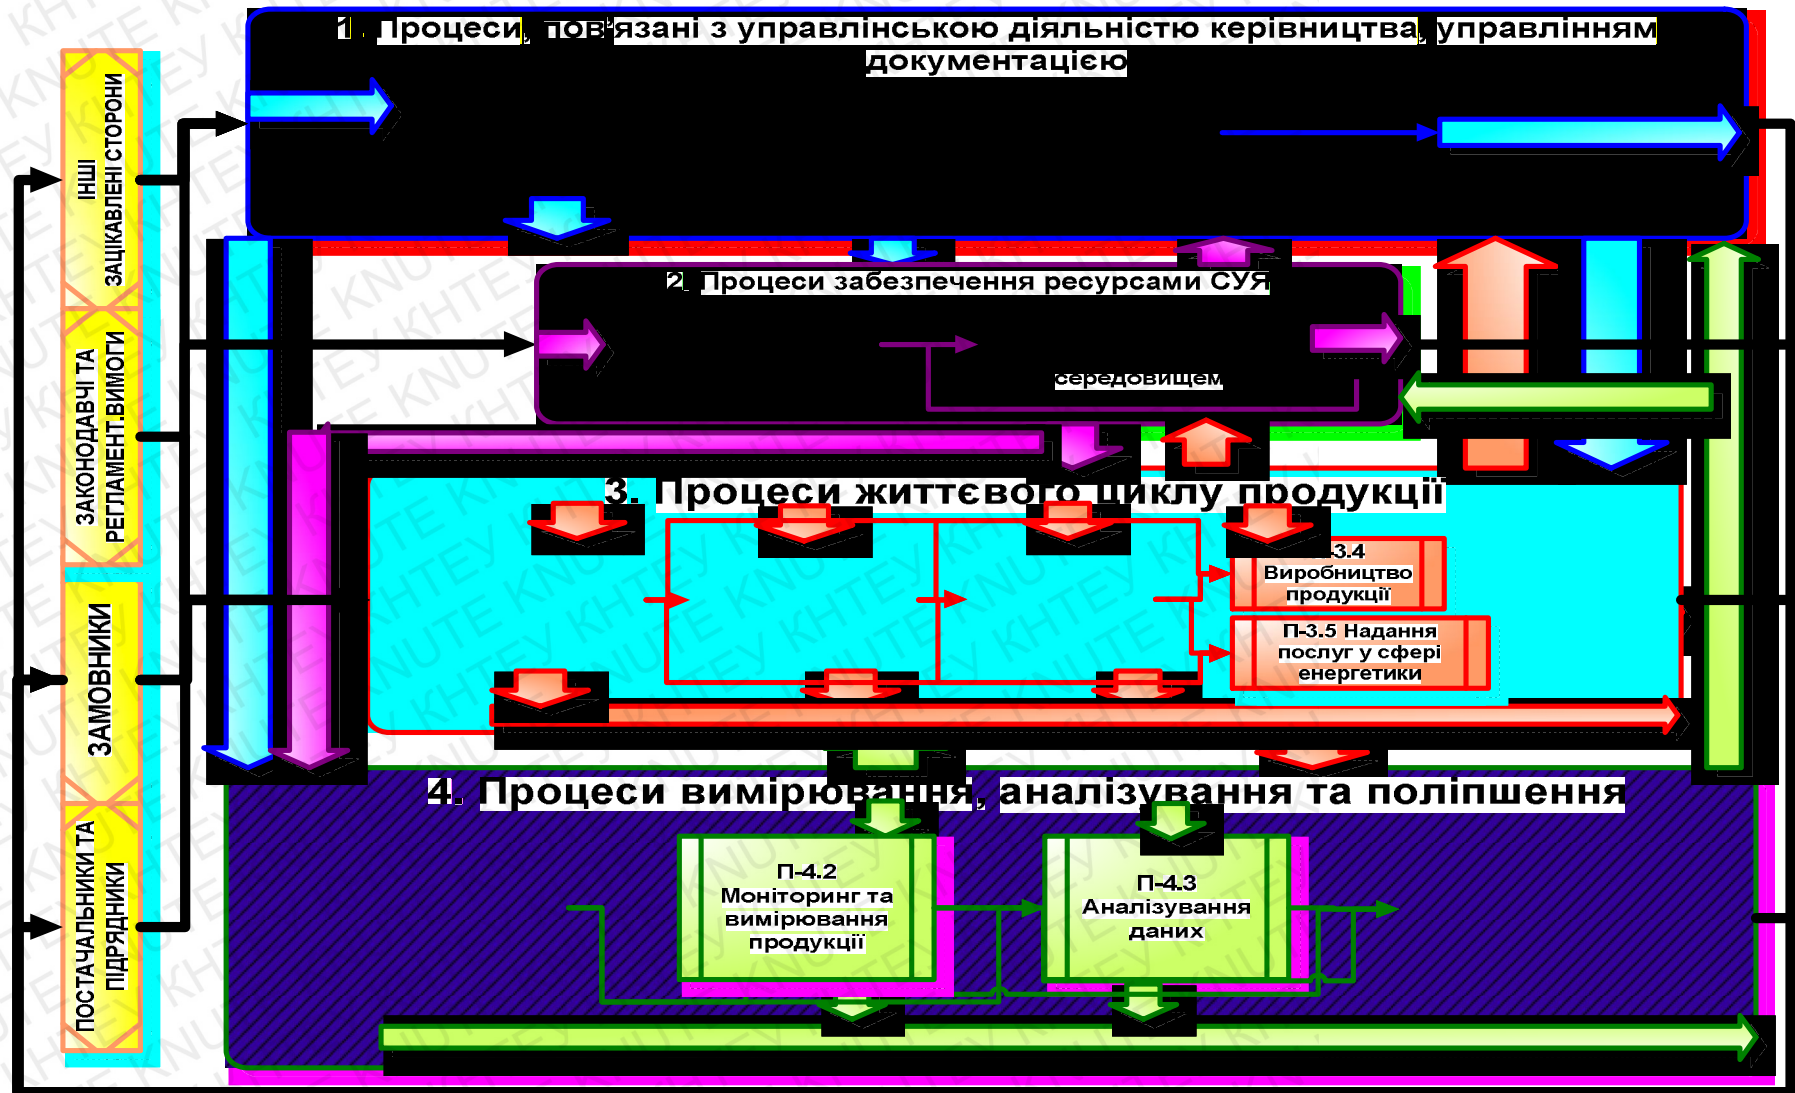 1. Процеси, пов'язані з управлінською діяльністю керівництва, управлінням
документацією
ІНШІ
ЗАЦІКАВЛЕНІ СТОРОНИ
ЗАКОНОДАВЧІ ТА
РЕГЛАМЕНТ.ВИМОГИ
ЗАМОВНИКИ
ПОСТАЧАЛЬНИКИ ТА
ПІДРЯДНИКИ
2. Процеси забезпечення ресурсами СУЯ
середовищем
3. Процеси життєвого циклу продукції
-3.4
Виробництво
продукції
П-3.5 Надання
послуг у сфері
енергетики
4. Процеси вимірювання, аналізування та поліпшення
П-4.2
Моніторинг та
вимірювання
продукції
П-4.3
Аналізування
даних